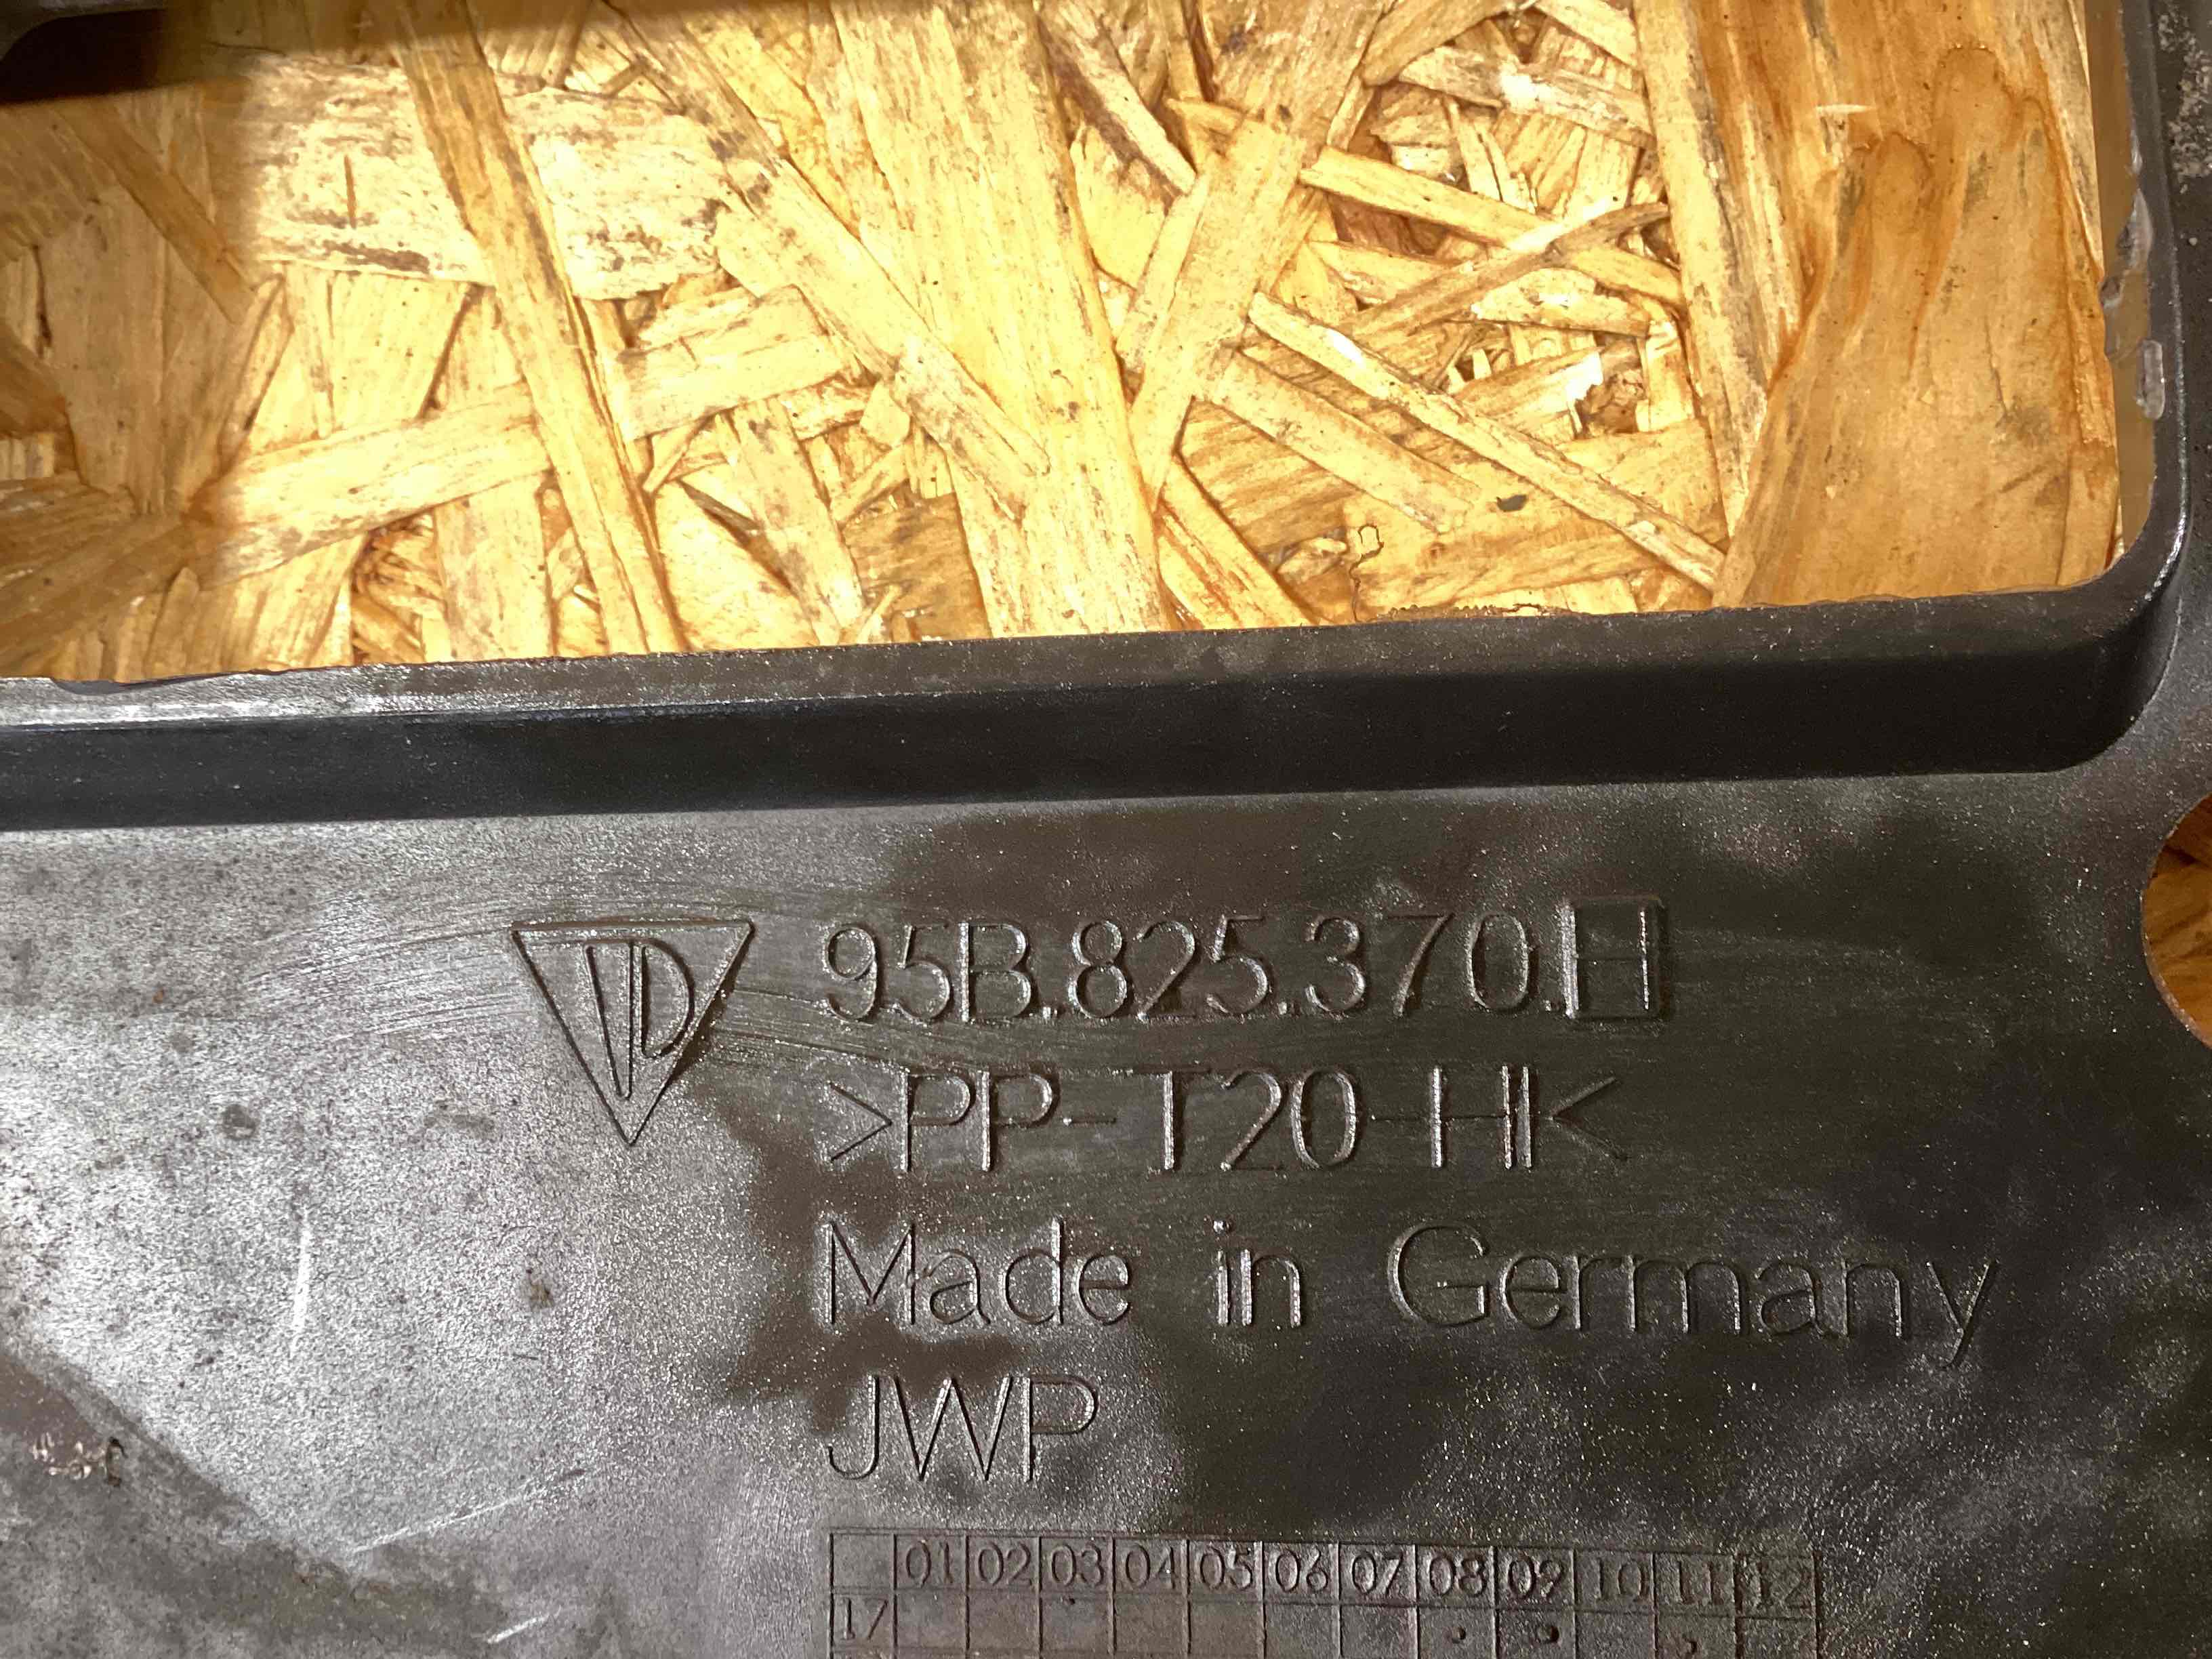 95B.825.370.H
>PP-T20-HI<
Made in Germany
JWP
01 02 03 04 05 06 07 08 09 10 11 12
17